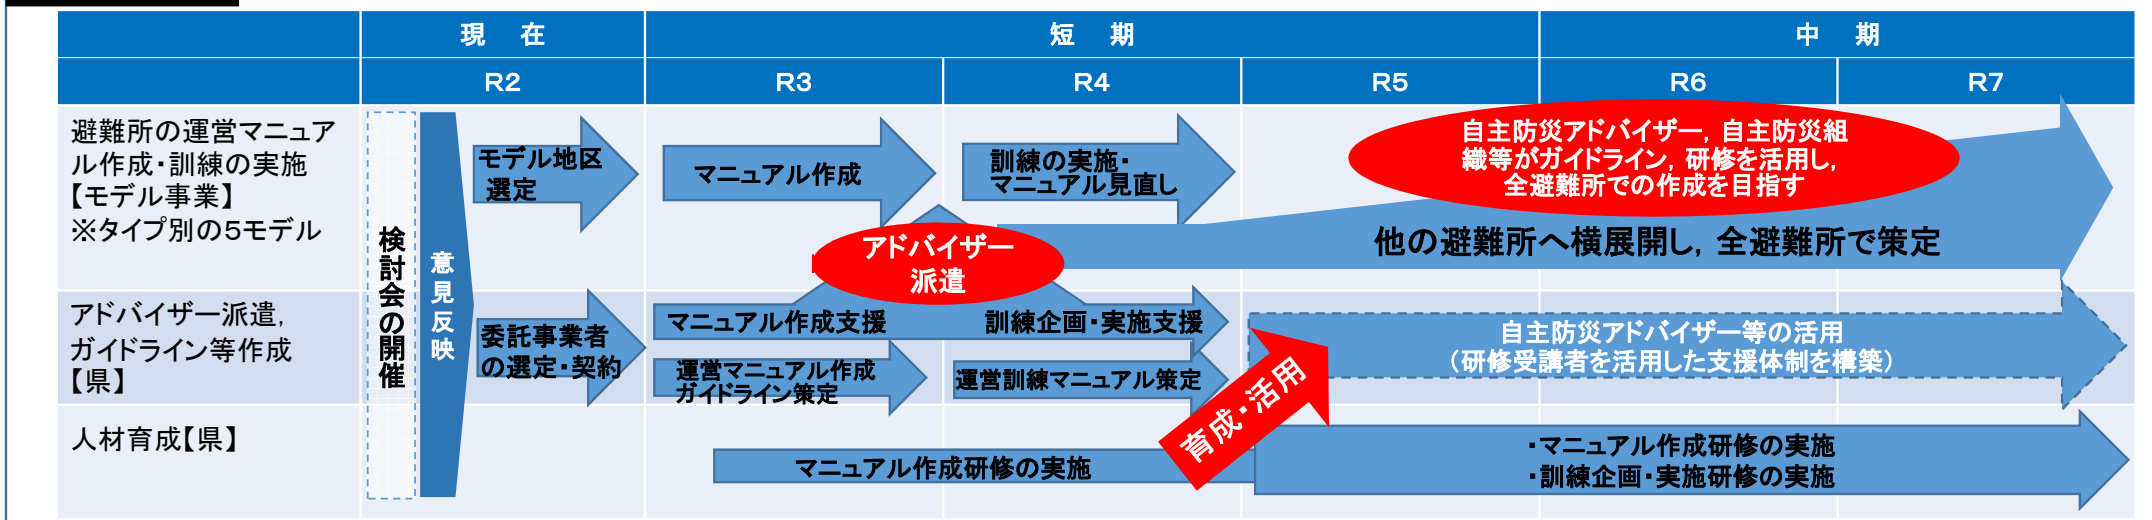 現 在
短 期
中 期
R2
R3
R4
R5
R6
R7
避難所の運営マニュア
ル作成・訓練の実施
【モデル事業】
※タイプ別の5モデル
検討会の開催
意見反映
モデル地区
選定
マニュアル作成
訓練の実施・
マニュアル見直し
自主防災アドバイザー，自主防災組
織等がガイドライン，研修を活用し，
全避難所での作成を目指す
他の避難所へ横展開し，全避難所で策定
アドバイザー
派遣
アドバイザー派遣，
ガイドライン等作成
【県】
委託事業者
の選定・契約
マニュアル作成支援
訓練企画・実施支援
運営マニュアル作成
ガイドライン策定
運営訓練マニュアル策定
自主防災アドバイザー等の活用
（研修受講者を活用した支援体制を構築）
育成・活用
人材育成【県】
マニュアル作成研修の実施
・マニュアル作成研修の実施
・訓練企画・実施研修の実施